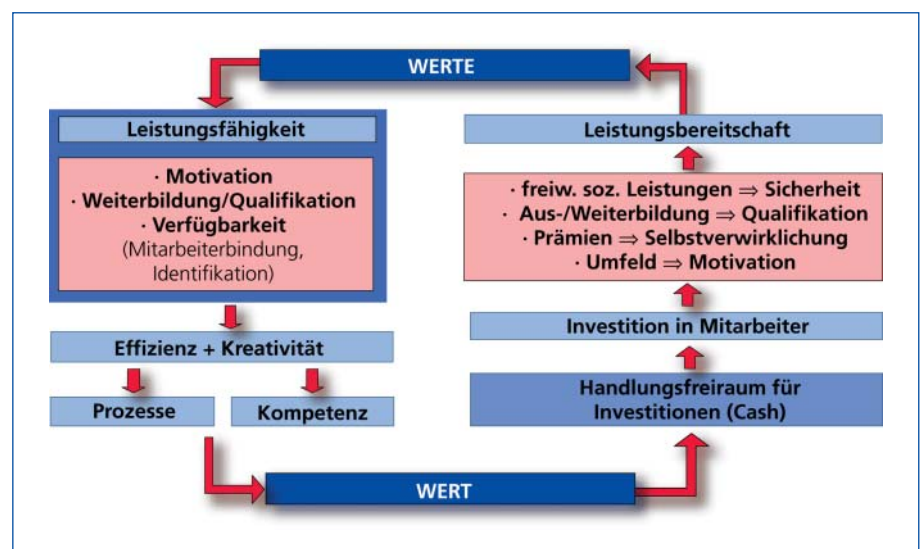 WERTE
Leistungsfähigkeit
· Motivation
· Weiterbildung/Qualifikation
· Verfügbarkeit
(Mitarbeiterbindung,
Identifikation)
Effizienz + Kreativität
Prozesse
Kompetenz
Leistungsbereitschaft
· freiw. soz. Leistungen ⇒ Sicherheit
· Aus-/Weiterbildung ⇒ Qualifikation
· Prämien ⇒ Selbstverwirklichung
· Umfeld ⇒ Motivation
Investition in Mitarbeiter
Handlungsfreiraum für
Investitionen (Cash)
WERT